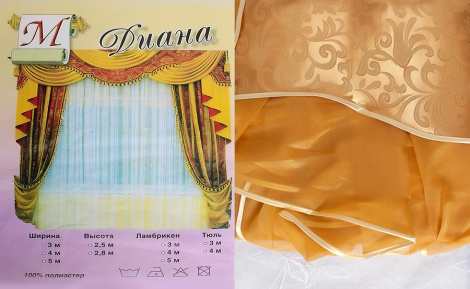 М Диана
Ширина Высота Ламбрикен Тюль
○ 3 м ○ 2,5 м ○ 3 м ○ 3 м
○ 4 м ○ 2,8 м ○ 4 м ○ 4 м
○ 5 м ○ 5 м
100% полиэстер